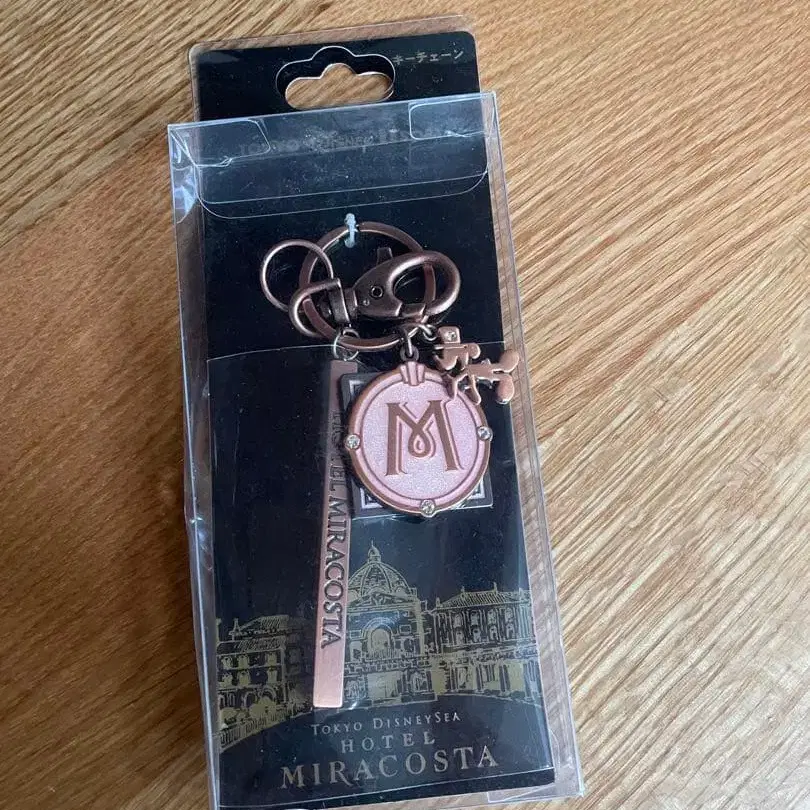 キーチェーン
M
HOTEL MIRACOSTA
TOKYO DISNEYSEA
HOTEL
MIRACOSTA